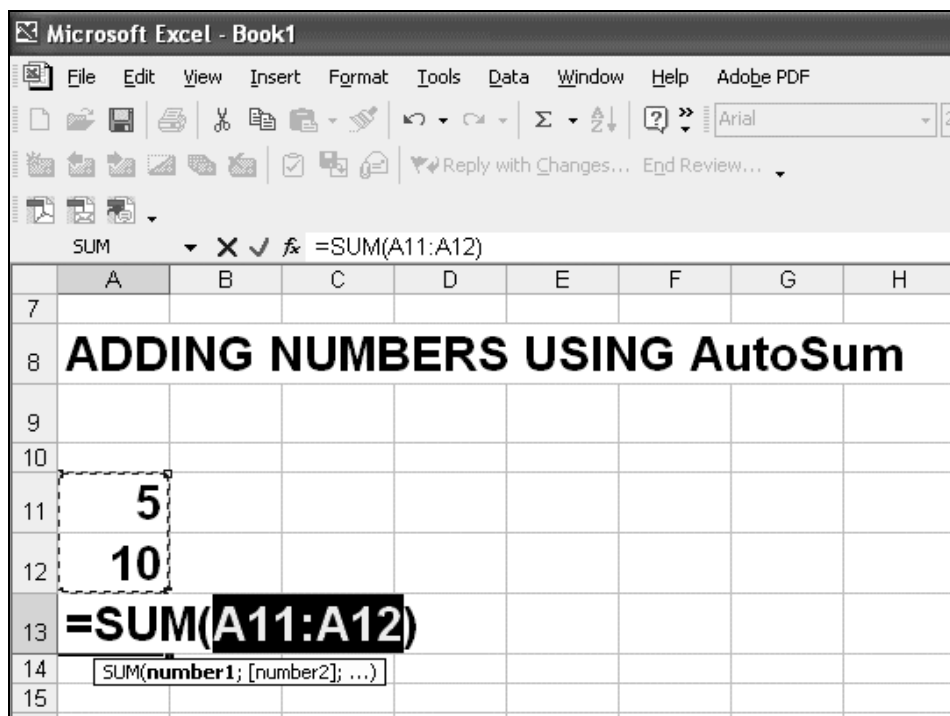 Microsoft Excel - Book1
File Edit View Insert Format Tools Data Window Help Adobe PDF
Σ A Z ? » Arial
Reply with Changes... End Review...
SUM fx =SUM(A11:A12)
A B C D E F G H
7
8 ADDING NUMBERS USING AutoSum
9
10
11 5
12 10
13 =SUM(A11:A12)
14 SUM(number1; [number2]; ...)
15